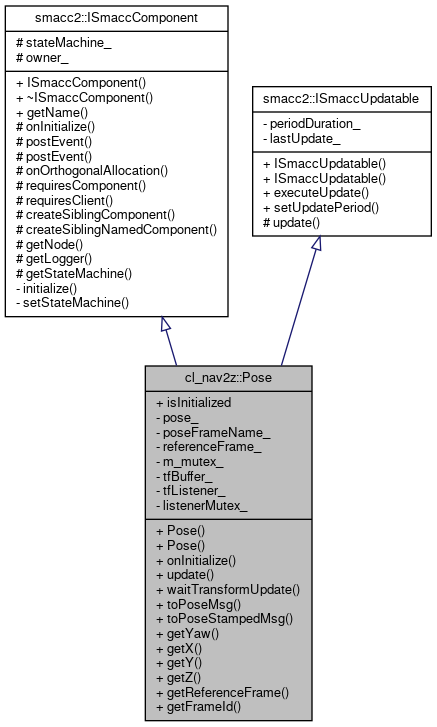 smacc2::ISmaccComponent
# stateMachine_
# owner_
+ ISmaccComponent()
+ ~ISmaccComponent()
+ getName()
# onInitialize()
# postEvent()
# postEvent()
# onOrthogonalAllocation()
# requiresComponent()
# requiresClient()
# createSiblingComponent()
# createSiblingNamedComponent()
# getNode()
# getLogger()
# getStateMachine()
- initialize()
- setStateMachine()
smacc2::ISmaccUpdatable
- periodDuration_
- lastUpdate_
+ ISmaccUpdatable()
+ ISmaccUpdatable()
+ executeUpdate()
+ setUpdatePeriod()
# update()
cl_nav2z::Pose
+ isInitialized
- pose_
- poseFrameName_
- referenceFrame_
- m_mutex_
- tfBuffer_
- tfListener_
- listenerMutex_
+ Pose()
+ Pose()
+ onInitialize()
+ update()
+ waitTransformUpdate()
+ toPoseMsg()
+ toPoseStampedMsg()
+ getYaw()
+ getX()
+ getY()
+ getZ()
+ getReferenceFrame()
+ getFrameId()